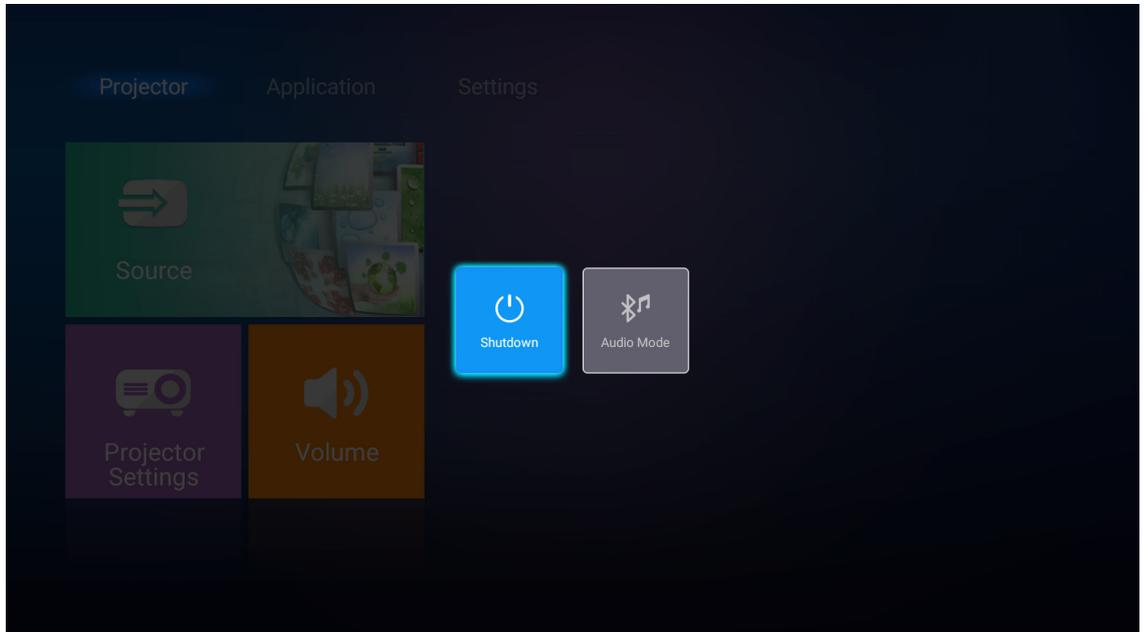 Projector
Application
Settings
Source
Shutdown
Audio Mode
Projector
Settings
Volume